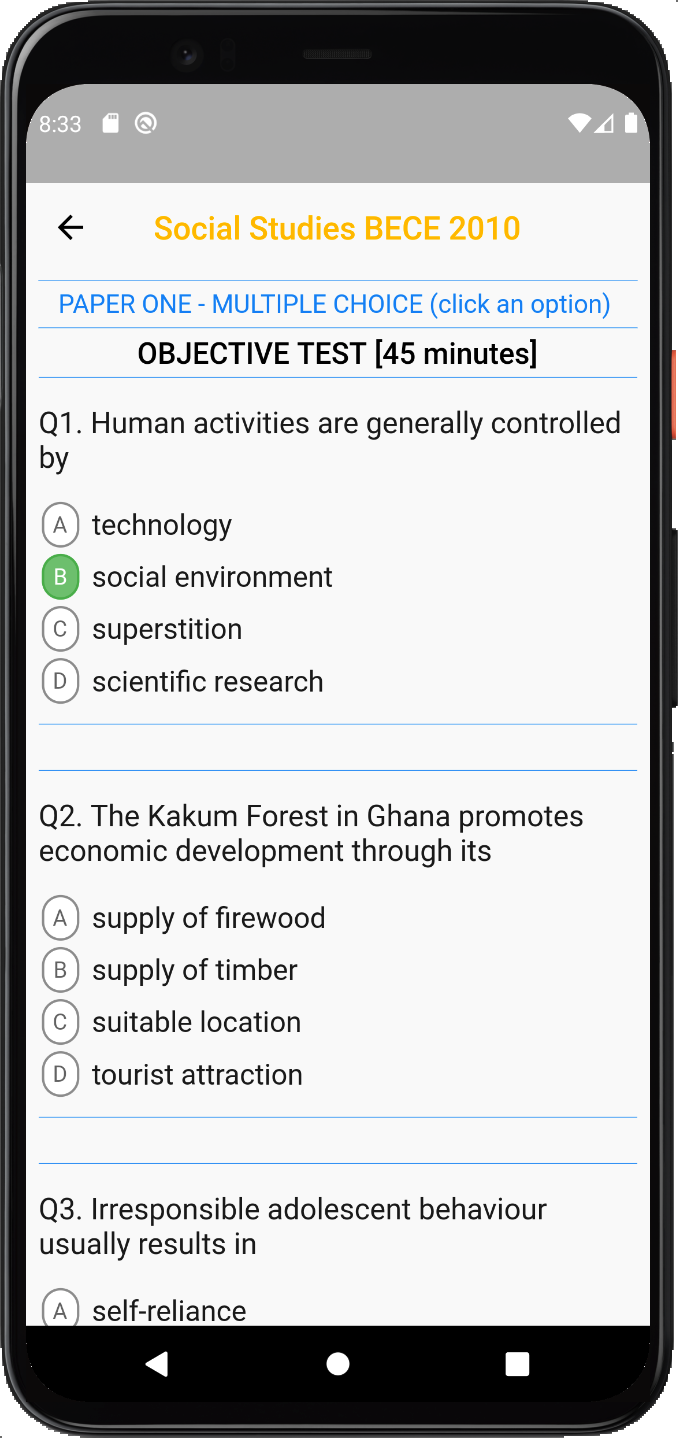 8:33
Social Studies BECE 2010
PAPER ONE - MULTIPLE CHOICE (click an option)
OBJECTIVE TEST [45 minutes]
Q1. Human activities are generally controlled
by
A technology
B social environment
C superstition
D scientific research
Q2. The Kakum Forest in Ghana promotes
economic development through its
A supply of firewood
B supply of timber
C suitable location
D tourist attraction
Q3. Irresponsible adolescent behaviour
usually results in
A self-reliance